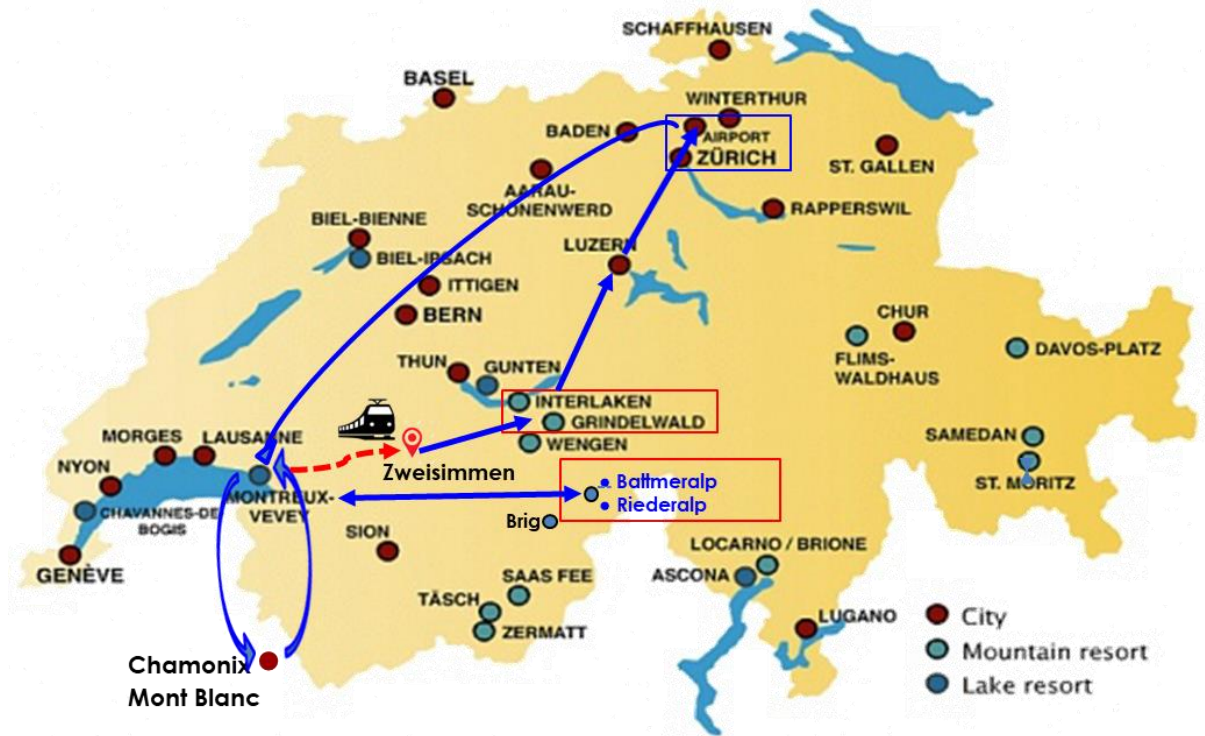 SCHAFFHAUSEN
BASEL
WINTERTHUR
BADEN
AIRPORT
ZÜRICH
ST. GALLEN
AARAU-
SCHÖNENWERD
RAPPERSWIL
BIEL-BIENNE
BIEL-IPSACH
LUZERN
ITTIGEN
BERN
CHUR
FLIMS-
WALDHAUS
DAVOS-PLATZ
THUN
GUNTEN
INTERLAKEN
GRINDELWALD
WENGEN
MORGES
LAUSANNE
Zweisimmen
SAMEDAN
ST. MORITZ
NYON
MONTREUX-
VEVEY
CHAVANNES-DE-
BOGIS
Battmeralp
Riederalp
Brig
SION
GENÈVE
LOCARNO / BRIONE
ASCONA
SAAS FEE
TÄSCH
ZERMATT
LUGANO
Chamonix
Mont Blanc
City
Mountain resort
Lake resort